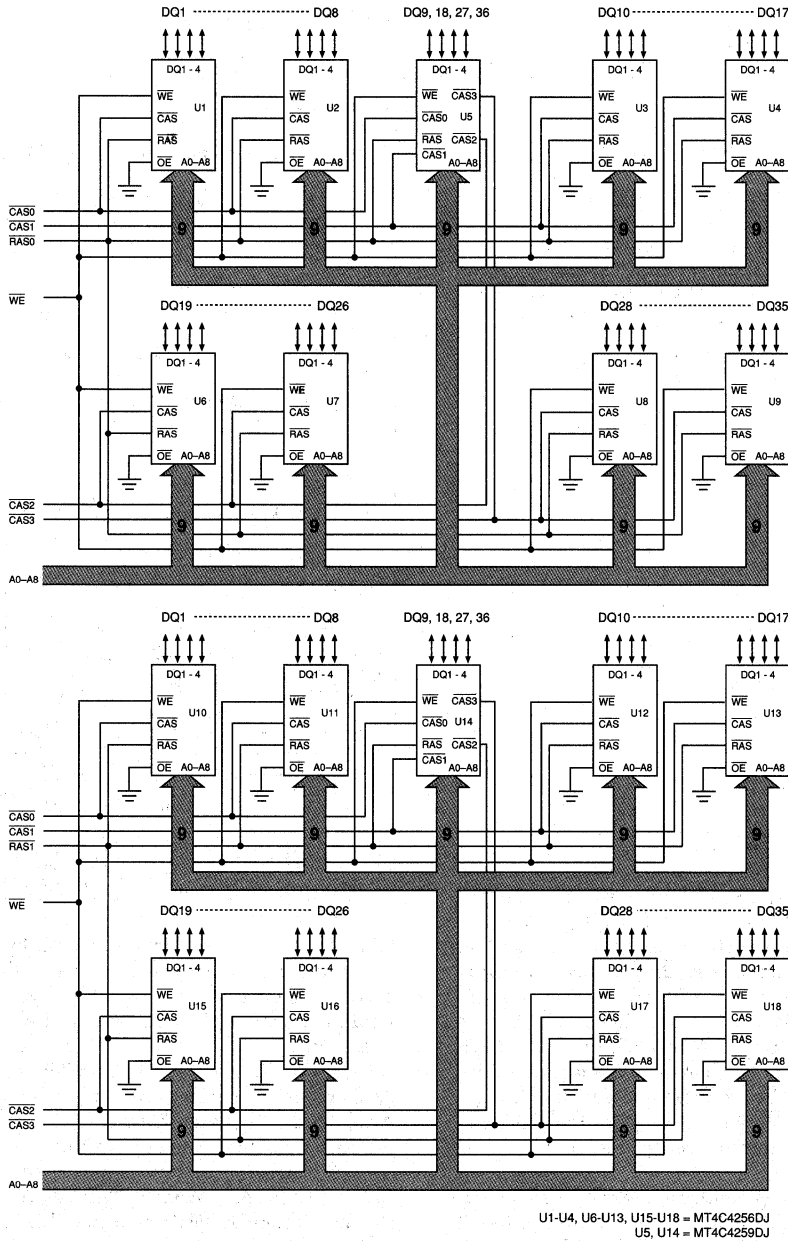 DQ1 DQ8 DQ9, 18, 27, 36 DQ10 DQ17
DQ1 - 4 DQ1 - 4 DQ1 - 4 DQ1 - 4 DQ1 - 4
WE U1 WE U2 WE CAS3 WE U3 WE U4
CAS CAS CAS0 U5 CAS CAS
RAS RAS RAS CAS2 RAS RAS
CAS1
OE A0–A8 OE A0–A8 A0–A8 OE A0–A8 OE A0–A8
CAS0
CAS1
RAS0
9 9 9 9 9
WE
DQ19 DQ26 DQ28 DQ35
DQ1 - 4 DQ1 - 4 DQ1 - 4 DQ1 - 4
WE U6 WE U7 WE U8 WE U9
CAS CAS CAS CAS
RAS RAS RAS RAS
OE A0–A8 OE A0–A8 OE A0–A8 OE A0–A8
CAS2
CAS3
9 9 9 9
A0–A8
DQ1 DQ8 DQ9, 18, 27, 36 DQ10 DQ17
DQ1 - 4 DQ1 - 4 DQ1 - 4 DQ1 - 4 DQ1 - 4
WE U10 WE U11 WE CAS3 WE U12 WE U13
CAS CAS CAS0 U14 CAS CAS
RAS RAS RAS CAS2 RAS RAS
CAS1
OE A0–A8 OE A0–A8 A0–A8 OE A0–A8 OE A0–A8
CAS0
CAS1
RAS1
9 9 9 9 9
WE
DQ19 DQ26 DQ28 DQ35
DQ1 - 4 DQ1 - 4 DQ1 - 4 DQ1 - 4
WE U15 WE U16 WE U17 WE U18
CAS CAS CAS CAS
RAS RAS RAS RAS
OE A0–A8 OE A0–A8 OE A0–A8 OE A0–A8
CAS2
CAS3
9 9 9 9
A0–A8
U1-U4, U6-U13, U15-U18 = MT4C4256DJ
U5, U14 = MT4C4259DJ